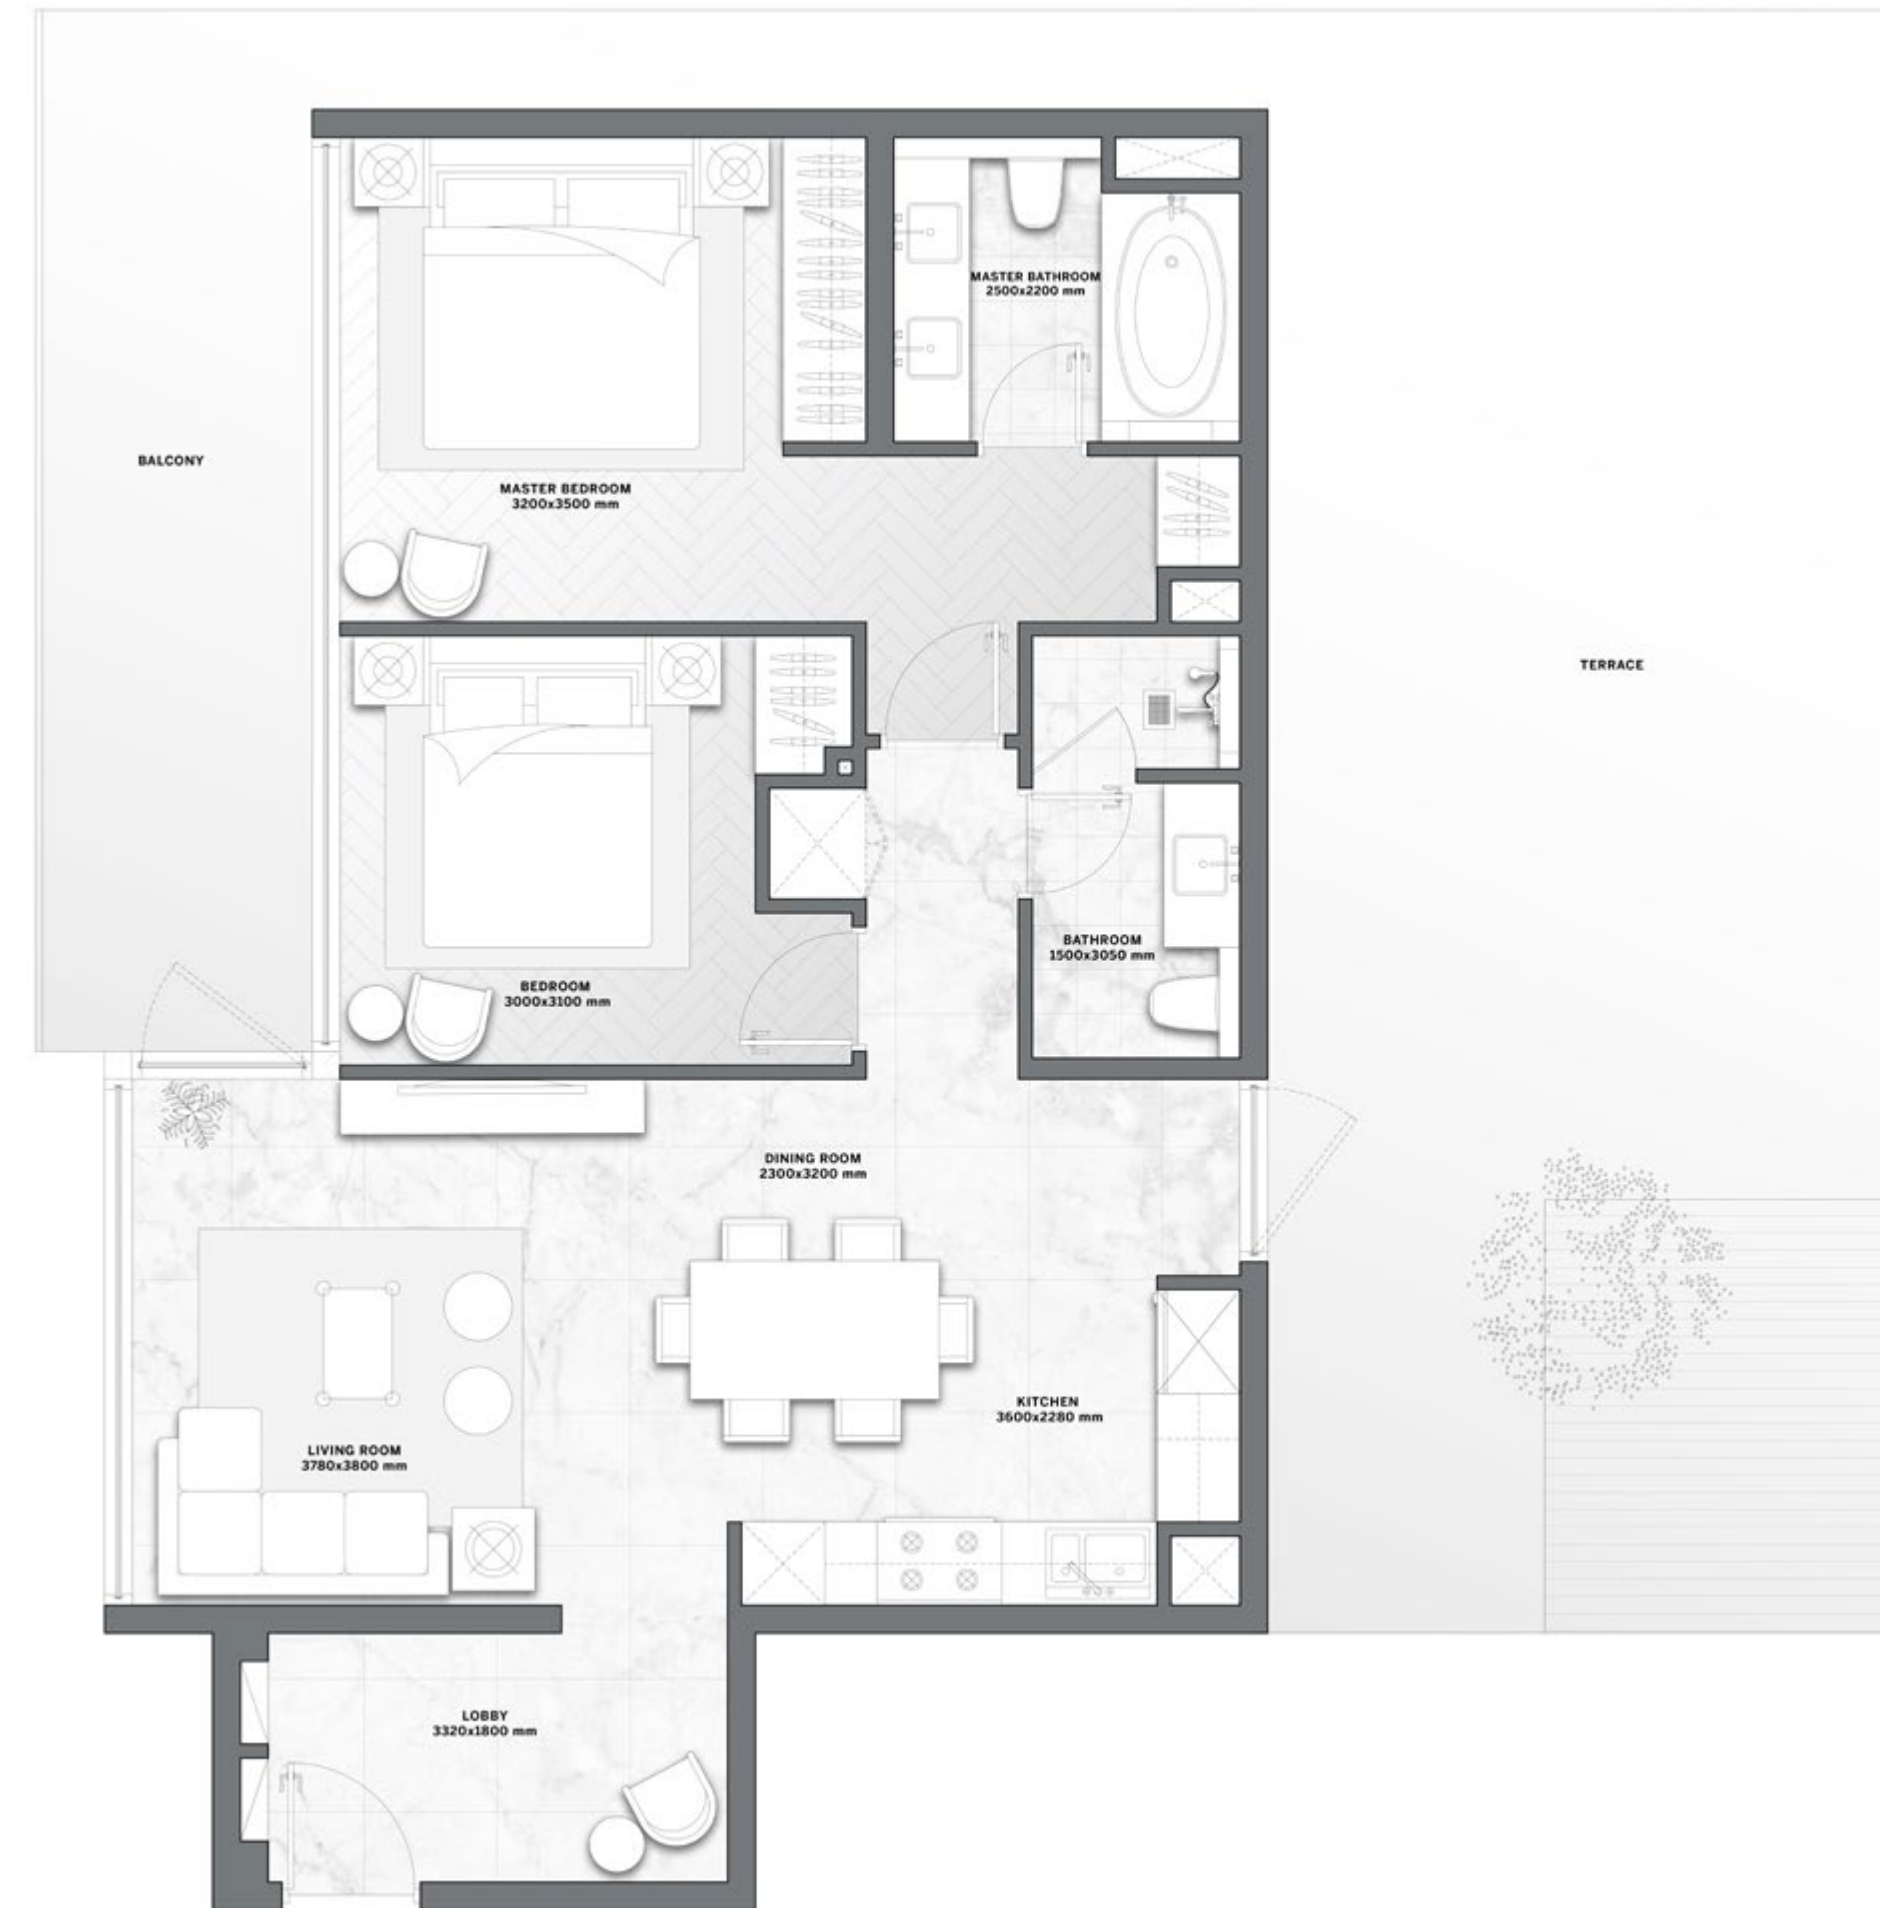 MASTER BATHROOM
2500x2200 mm
BALCONY
MASTER BEDROOM
3200x3500 mm
TERRACE
BATHROOM
1500x3050 mm
BEDROOM
3000x3100 mm
DINING ROOM
2300x3200 mm
KITCHEN
3600x2280 mm
LIVING ROOM
3780x3800 mm
LOBBY
3320x1800 mm